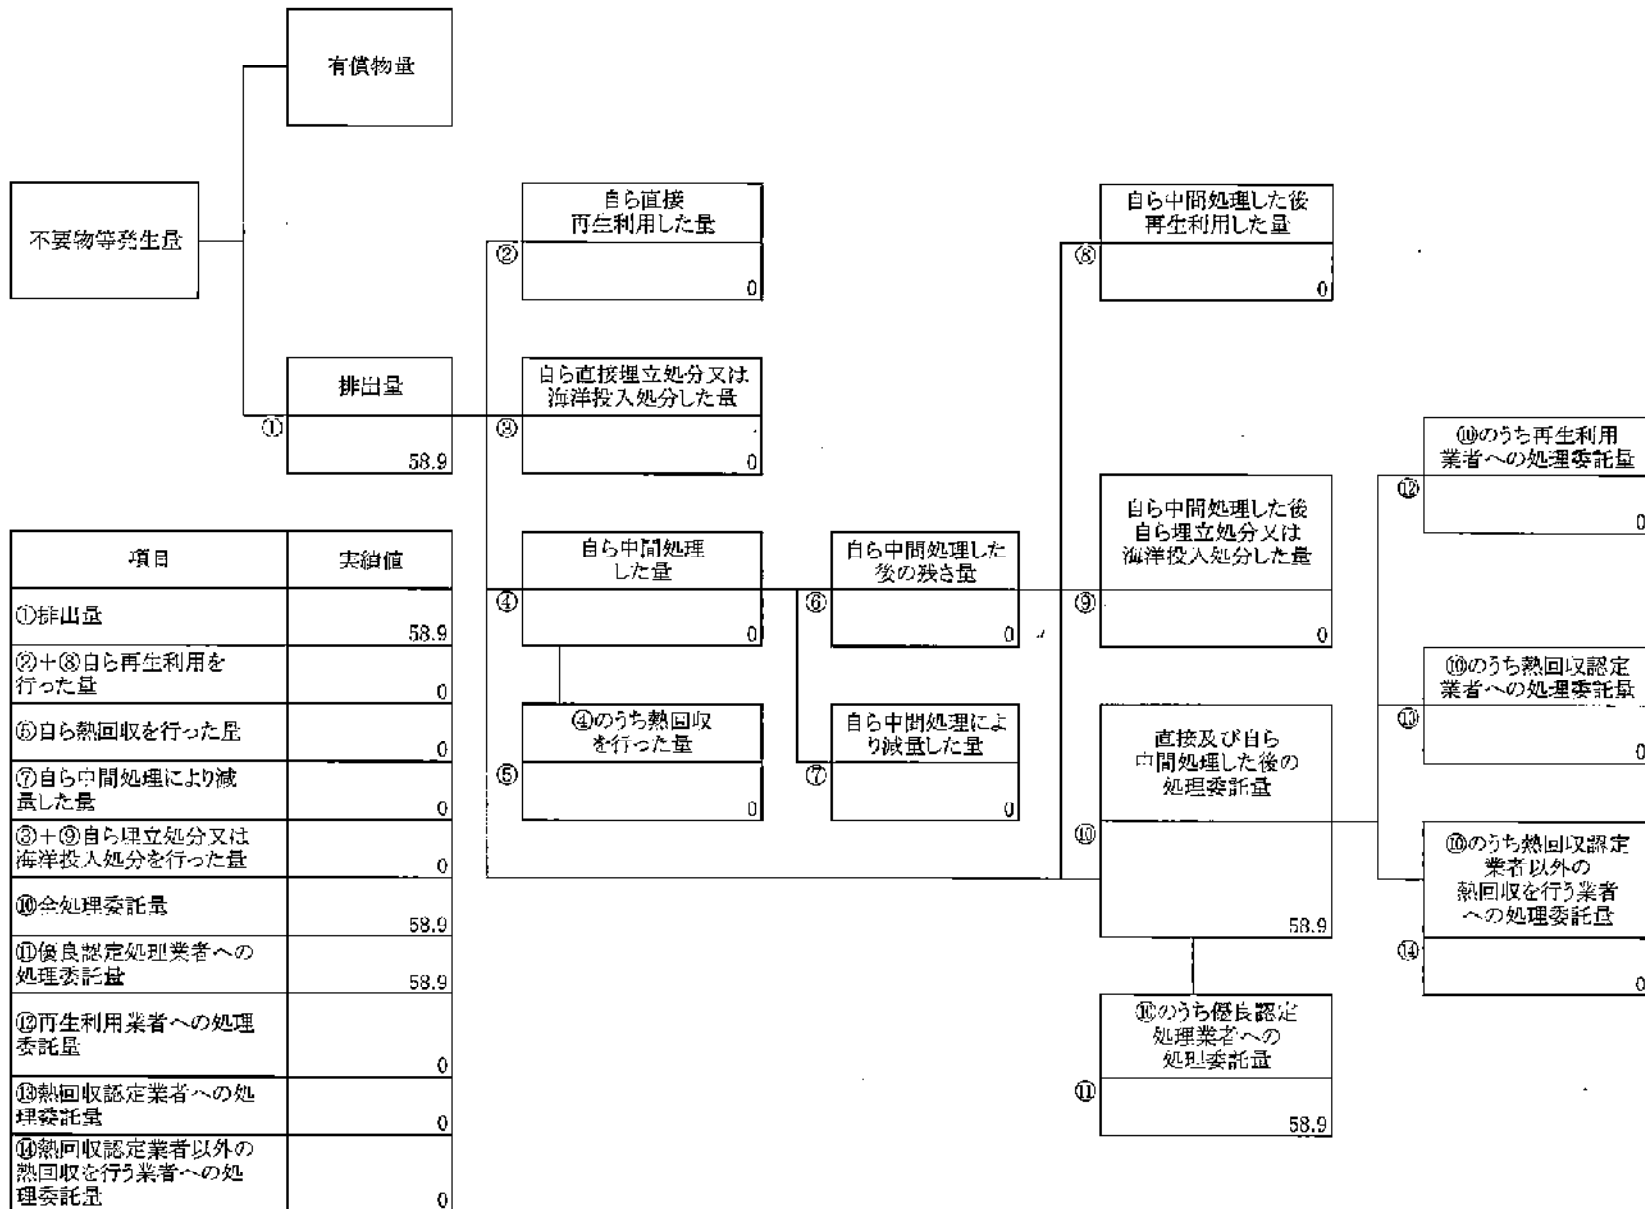 有償物量
不要物等発生量
自ら直接
再生利用した量
②
0
自ら中間処理した後
再生利用した量
⑧
0
排出量
①
58.9
自ら直接埋立処分又は
海洋投入処分した量
③
0
⑩のうち再生利用
業者への処理委託量
⑫
0
自ら中間処理
した量
④
0
自ら中間処理した
後の残さ量
⑥
0
自ら中間処理した後
自ら埋立処分又は
海洋投入処分した量
⑨
0
⑩のうち熱回収認定
業者への処理委託量
⑬
0
④のうち熱回収
を行った量
⑤
0
自ら中間処理によ
り減量した量
⑦
0
直接及び自ら
中間処理した後の
処理委託量
⑩
58.9
⑩のうち熱回収認定
業者以外の
熱回収を行う業者
への処理委託量
⑭
0
⑩のうち優良認定
処理業者への
処理委託量
⑪
58.9
項目 実績値
①排出量
58.9
②+⑧自ら再生利用を
行った量 0
⑤自ら熱回収を行った量
0
⑦自ら中間処理により減
量した量 0
③+⑨自ら埋立処分又は
海洋投入処分を行った量 0
⑩全処理委託量
58.9
⑪優良認定処理業者への
処理委託量 58.9
⑫再生利用業者への処理
委託量 0
⑬熱回収認定業者への処
理委託量 0
⑭熱回収認定業者以外の
熱回収を行う業者への処
理委託量 0